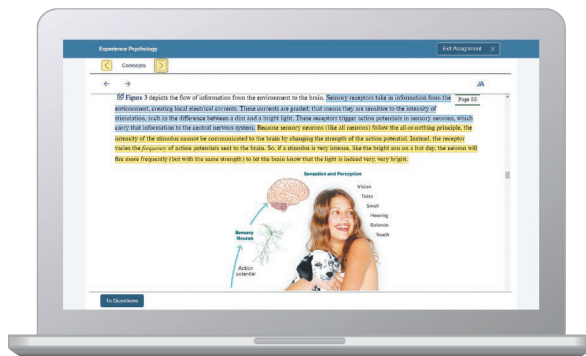 Experience Psychology
Exit Assignment ×
< Concepts >
← →
AA
Figure 3 depicts the flow of information from the environment to the brain. Sensory receptors take in information from the
Page 88
environment, creating local electrical currents. These currents are graded; that means they are sensitive to the intensity of
stimulation, such as the difference between a dim and a bright light. These receptors trigger action potentials in sensory neurons, which
carry that information to the central nervous system. Because sensory neurons (like all neurons) follow the all-or-nothing principle, the
intensity of the stimulus cannot be communicated to the brain by changing the strength of the action potential. Instead, the receptor
varies the frequency of action potentials sent to the brain. So, if a stimulus is very intense, like the bright sun on a hot day, the neuron will
fire more frequently (but with the same strength) to let the brain know that the light is indeed very, very bright.
Sensation and Perception
Vision
Taste
Smell
Hearing
Balance
Touch
Sensory
Neuron
Action
potential
To Questions